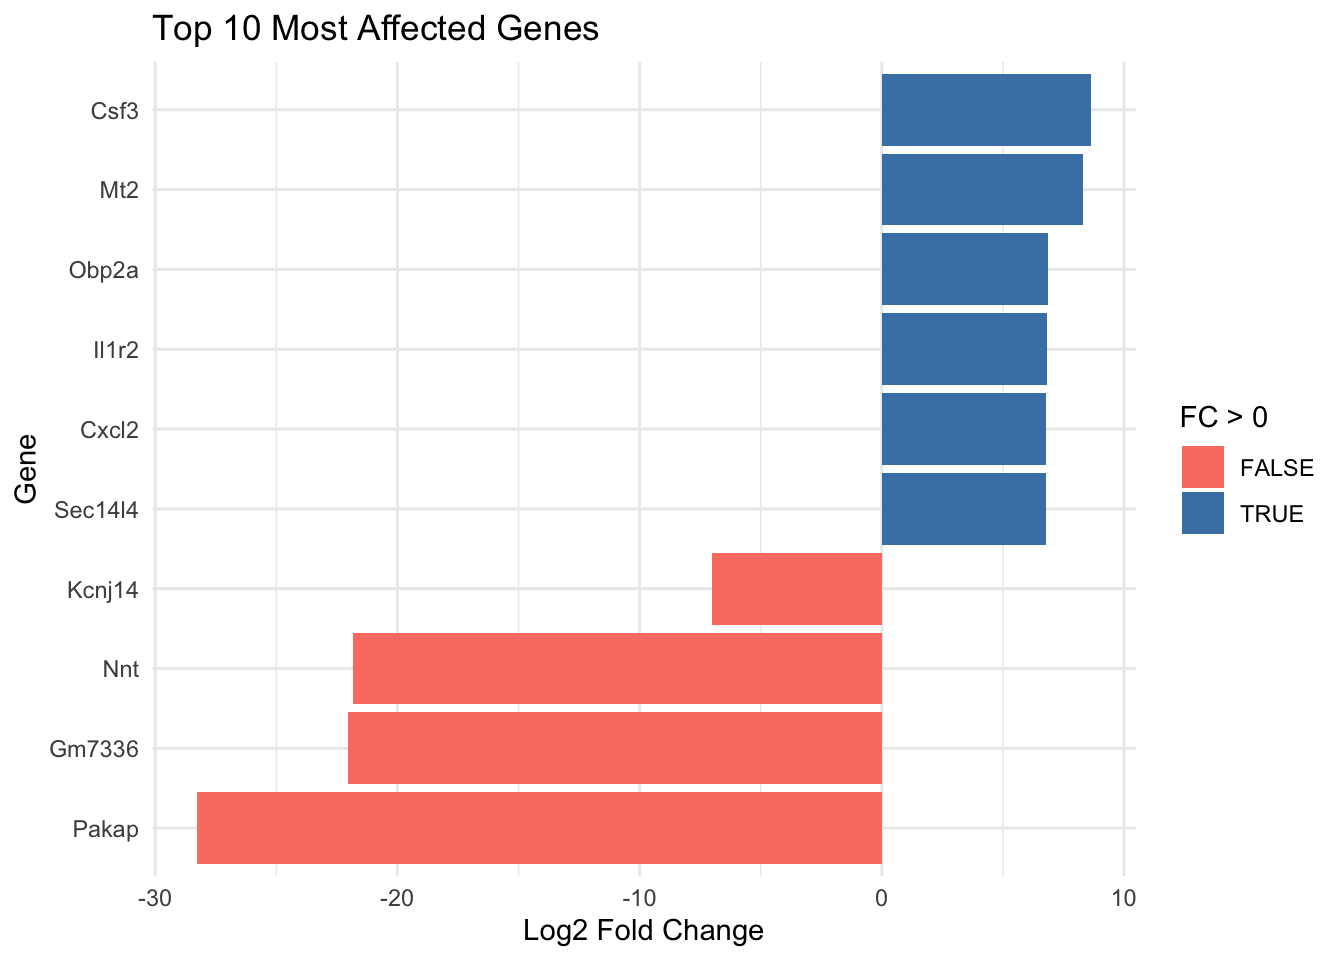 Top 10 Most Affected Genes
Csf3
Mt2
Obp2a
Il1r2
Cxcl2
Sec14l4
Kcnj14
Nnt
Gm7336
Pakap
Gene
-30 -20 -10 0 10
Log2 Fold Change
FC > 0
FALSE
TRUE